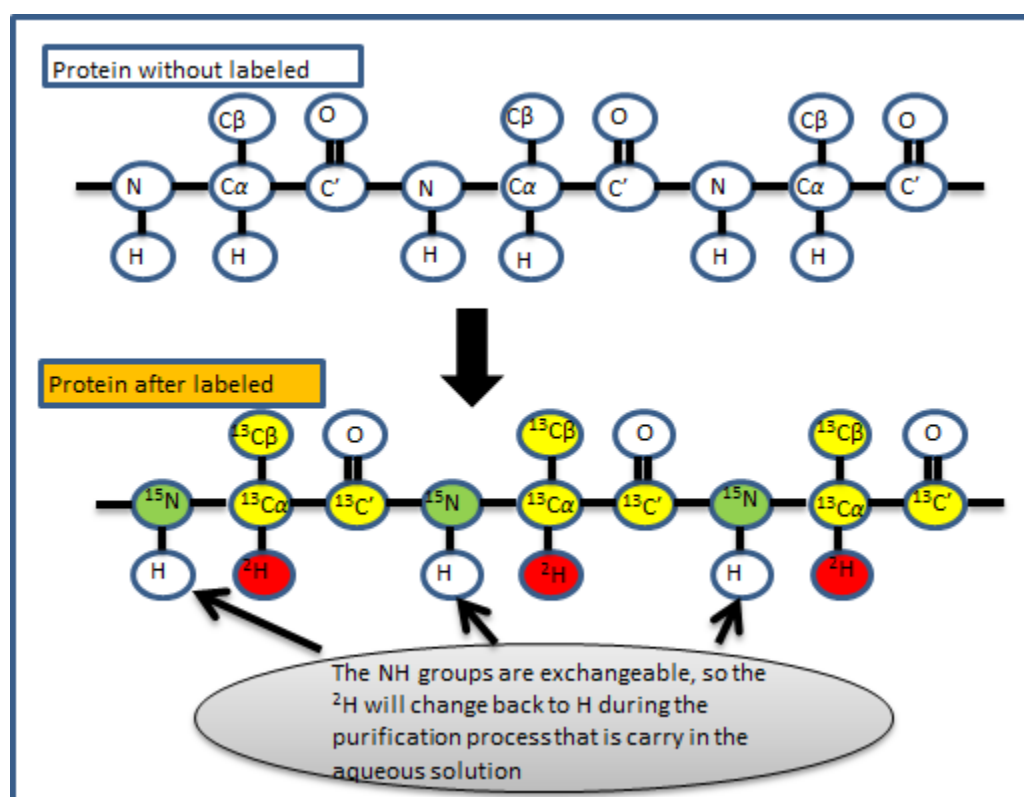 Protein without labeled
Cβ O Cβ O Cβ O
N Cα C′ N Cα C′ N Cα C′
H H H H H H
Protein after labeled
¹³Cβ O ¹³Cβ O ¹³Cβ O
¹⁵N ¹³Cα ¹³C′ ¹⁵N ¹³Cα ¹³C′ ¹⁵N ¹³Cα ¹³C′
H ²H H ²H H ²H
The NH groups are exchangeable, so the
²H will change back to H during the
purification process that is carry in the
aqueous solution